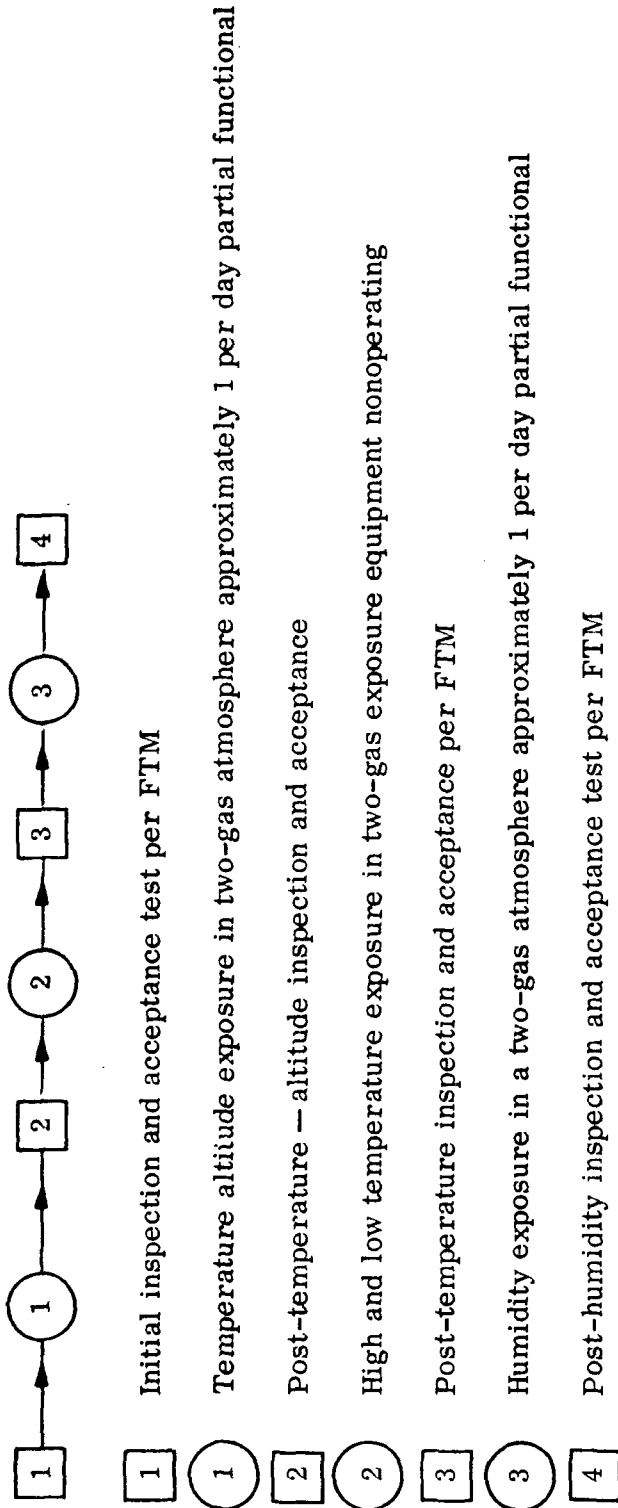 1 1 2 2 3 3 4
1 Initial inspection and acceptance test per FTM
1 Temperature altitude exposure in two-gas atmosphere approximately 1 per day partial functional
2 Post-temperature — altitude inspection and acceptance
2 High and low temperature exposure in two-gas exposure equipment nonoperating
3 Post-temperature inspection and acceptance per FTM
3 Humidity exposure in a two-gas atmosphere approximately 1 per day partial functional
4 Post-humidity inspection and acceptance test per FTM